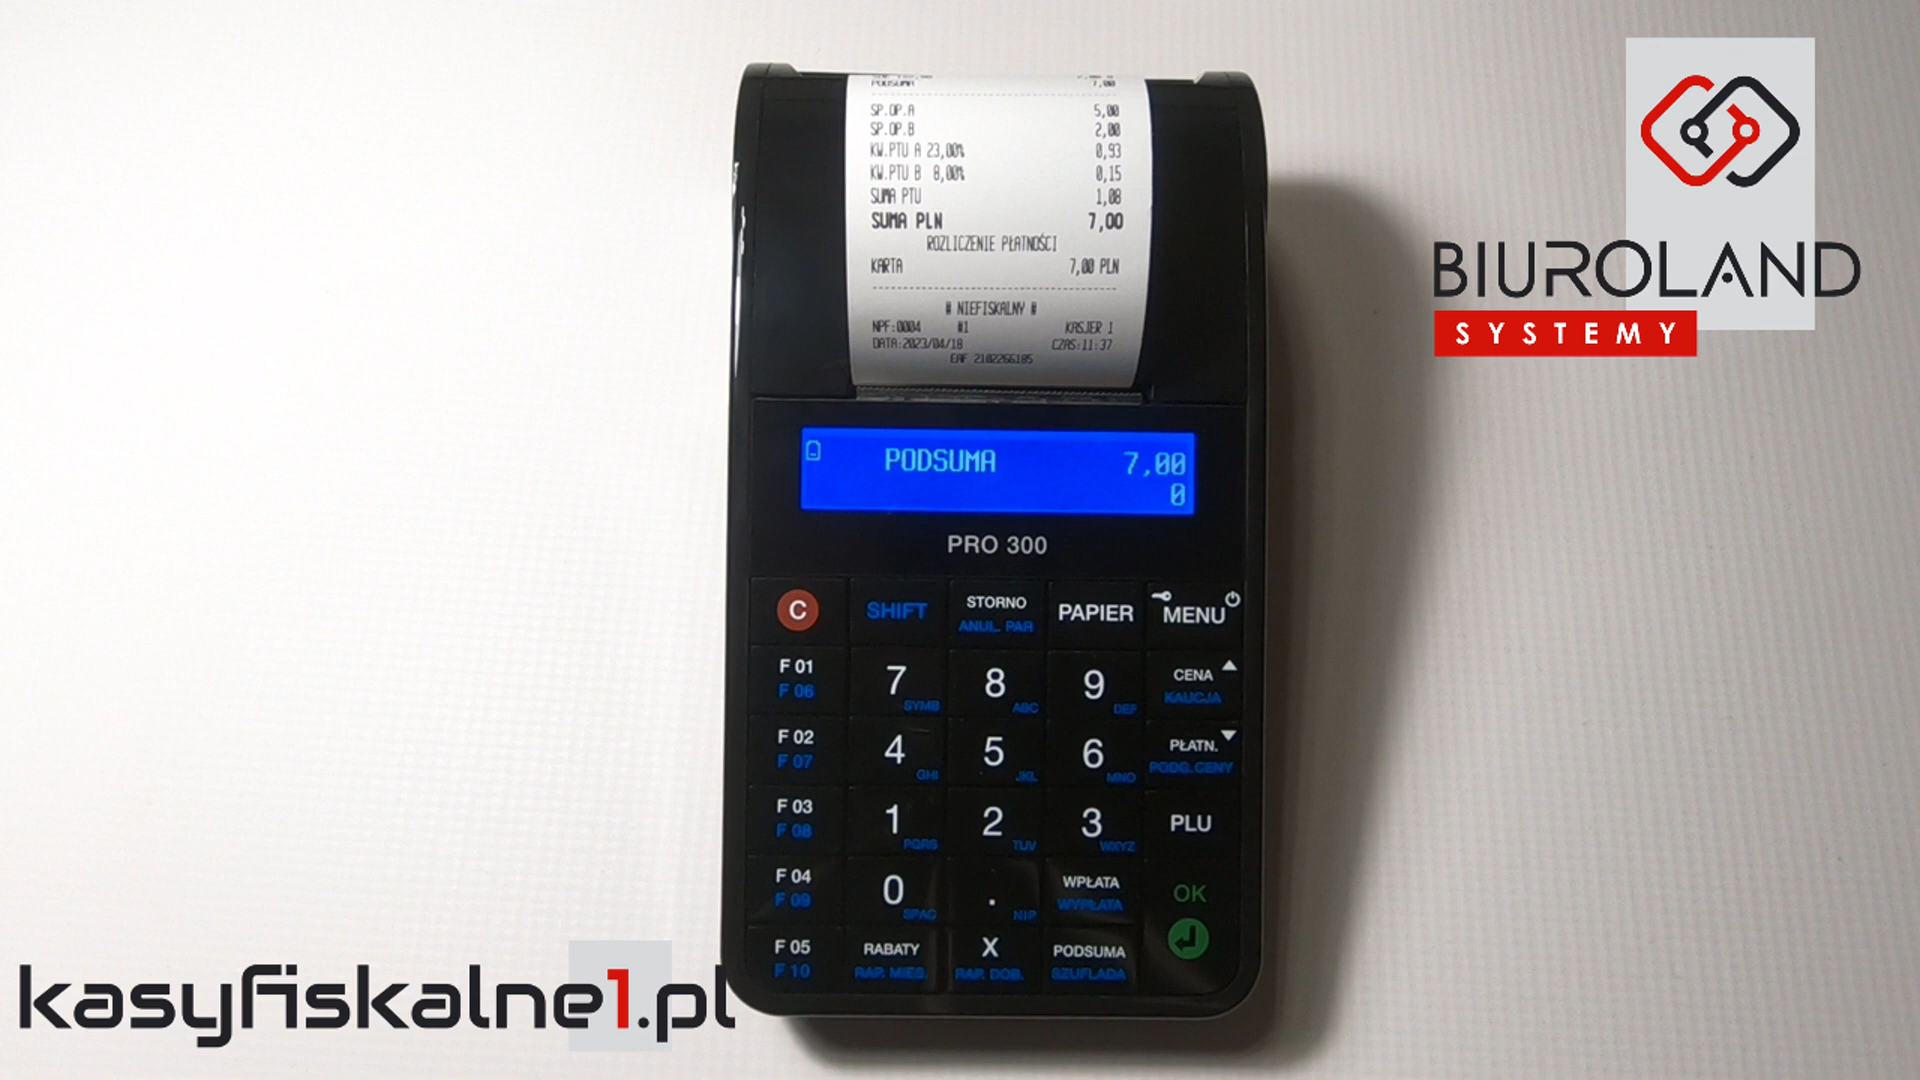 PODSUMA 7,00
SP.OP.A 5,00
SP.OP.B 2,00
KW.PTU A 23,00% 0,93
KW.PTU B 8,00% 0,15
SUMA PTU 1,08
SUMA PLN 7,00
ROZLICZENIE PŁATNOŚCI
KARTA 7,00 PLN
# NIEFISKALNY #
NPF:0004 #1 KASJER 1
DATA:2023/04/18 CZAS:11:37
EAF 2102266185
BIUROLAND
SYSTEMY
PODSUMA 7,00
0
PRO 300
C SHIFT STORNO PAPIER MENU
ANUL. PAR
F 01 7 8 9 CENA
F 06 SYMB ABC DEF KAUCJA
F 02 4 5 6 PŁATN.
F 07 GHI JKL MNO PODG.CENY
F 03 1 2 3 PLU
F 08 PQRS TUV WXYZ
F 04 0 . WPŁATA OK
F 09 SPAC NIP WYPŁATA
F 05 RABATY X PODSUMA
F 10 RAP. MIES. RAP. DOB. SZUFLADA
kasyfiskalne1.pl